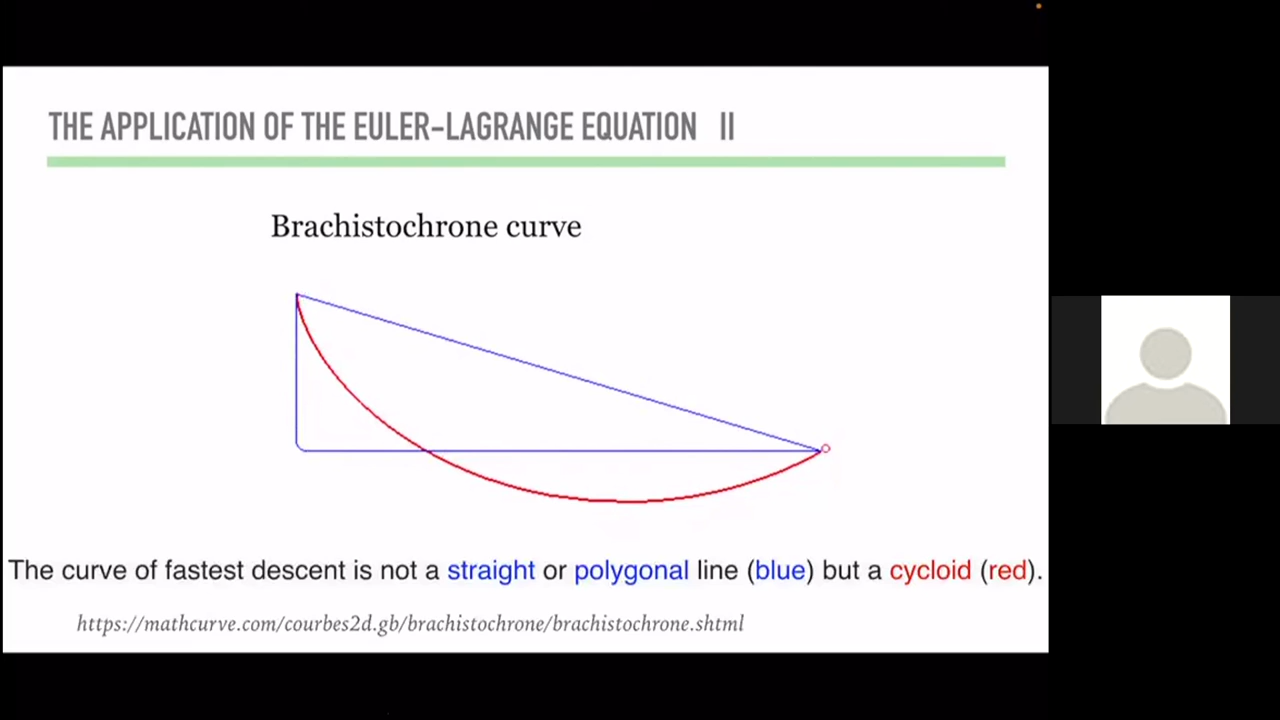 THE APPLICATION OF THE EULER–LAGRANGE EQUATION II
Brachistochrone curve
The curve of fastest descent is not a straight or polygonal line (blue) but a cycloid (red).
https://mathcurve.com/courbes2d.gb/brachistochrone/brachistochrone.shtml